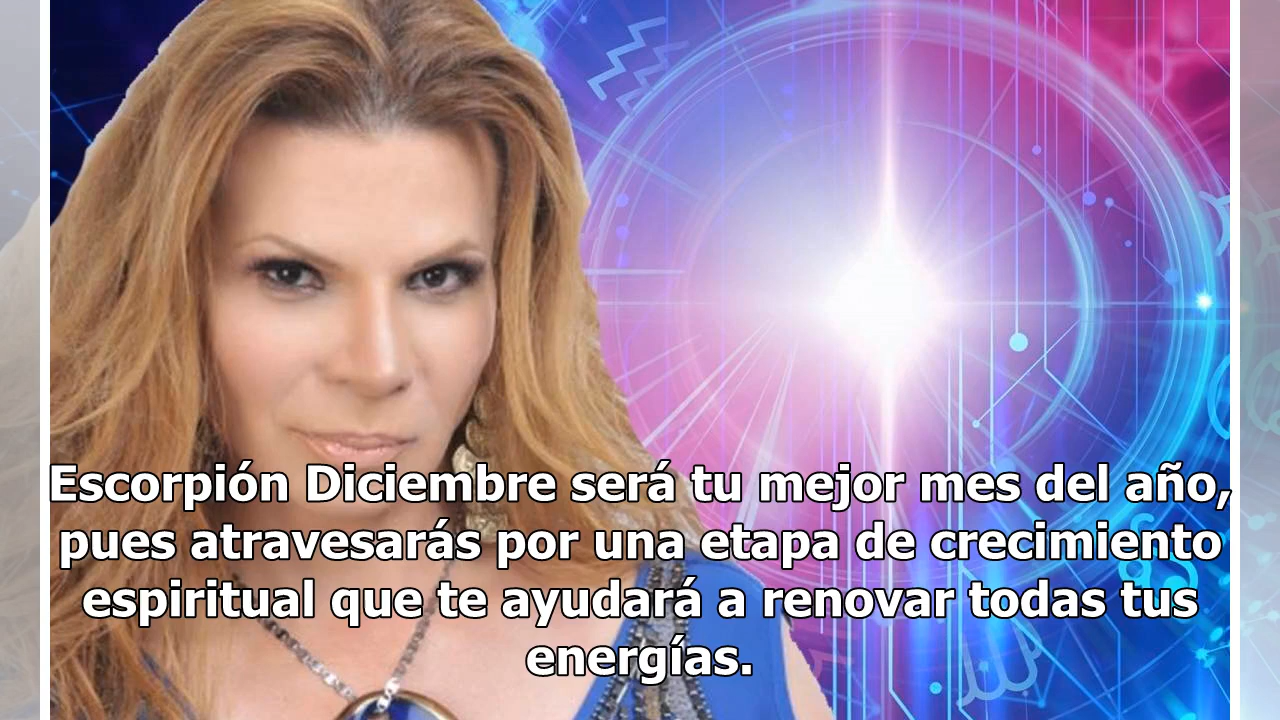 Escorpión Diciembre será tu mejor mes del año,
pues atravesarás por una etapa de crecimiento
espiritual que te ayudará a renovar todas tus
energías.